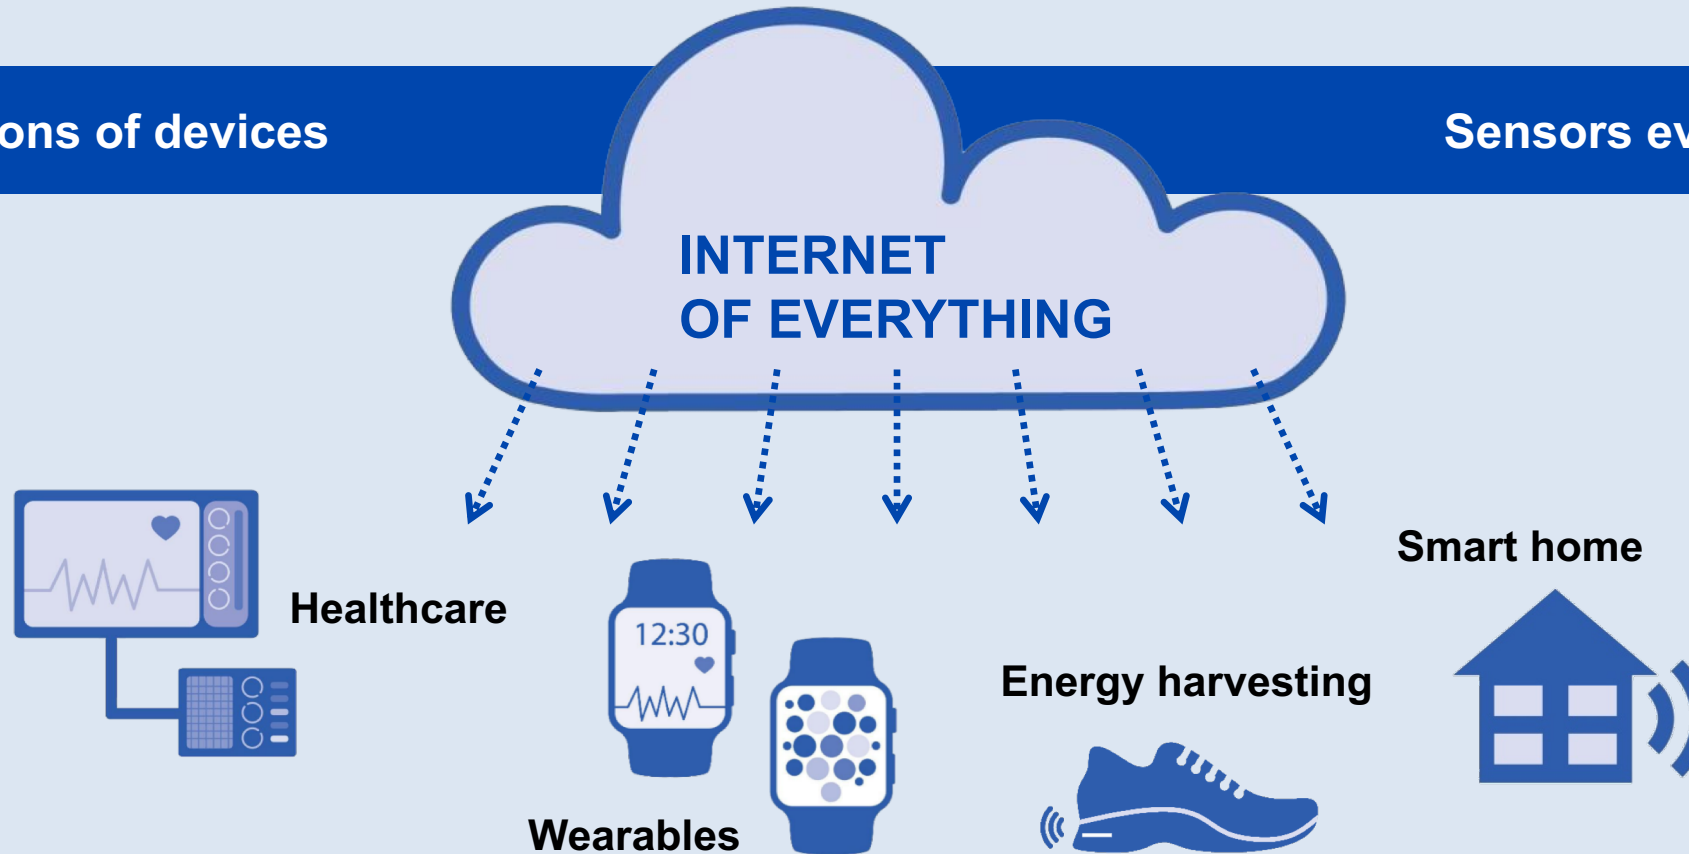 ons of devices
Sensors ev
INTERNET
OF EVERYTHING
Smart home
Healthcare
12:30
Energy harvesting
Wearables